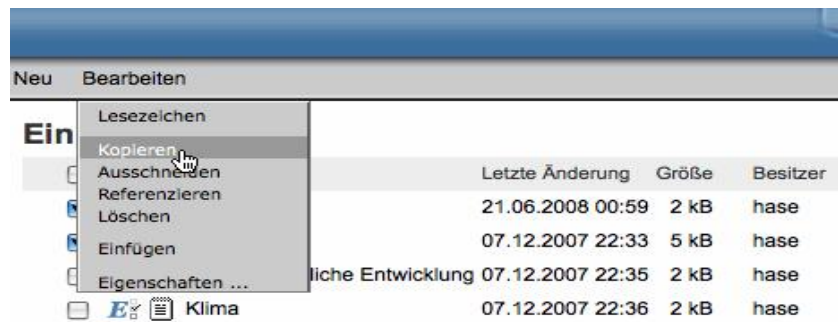 Neu Bearbeiten
Lesezeichen
Ein
Kopieren
Ausschneiden
Letzte Änderung Größe Besitzer
Referenzieren
21.06.2008 00:59 2 kB hase
Löschen
07.12.2007 22:33 5 kB hase
Einfügen
liche Entwicklung 07.12.2007 22:35 2 kB hase
Eigenschaften ...
E Klima 07.12.2007 22:36 2 kB hase